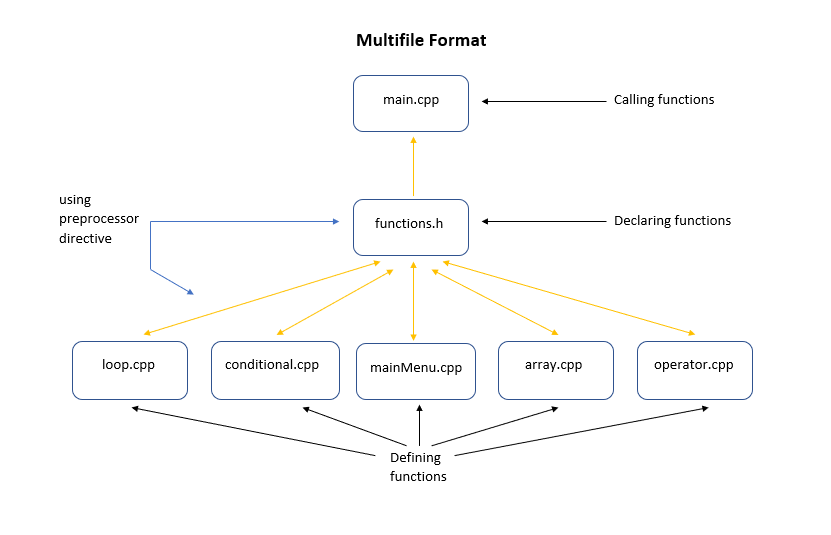 Multifile Format
main.cpp
Calling functions
using
preprocessor
directive
functions.h
Declaring functions
loop.cpp
conditional.cpp
mainMenu.cpp
array.cpp
operator.cpp
Defining
functions